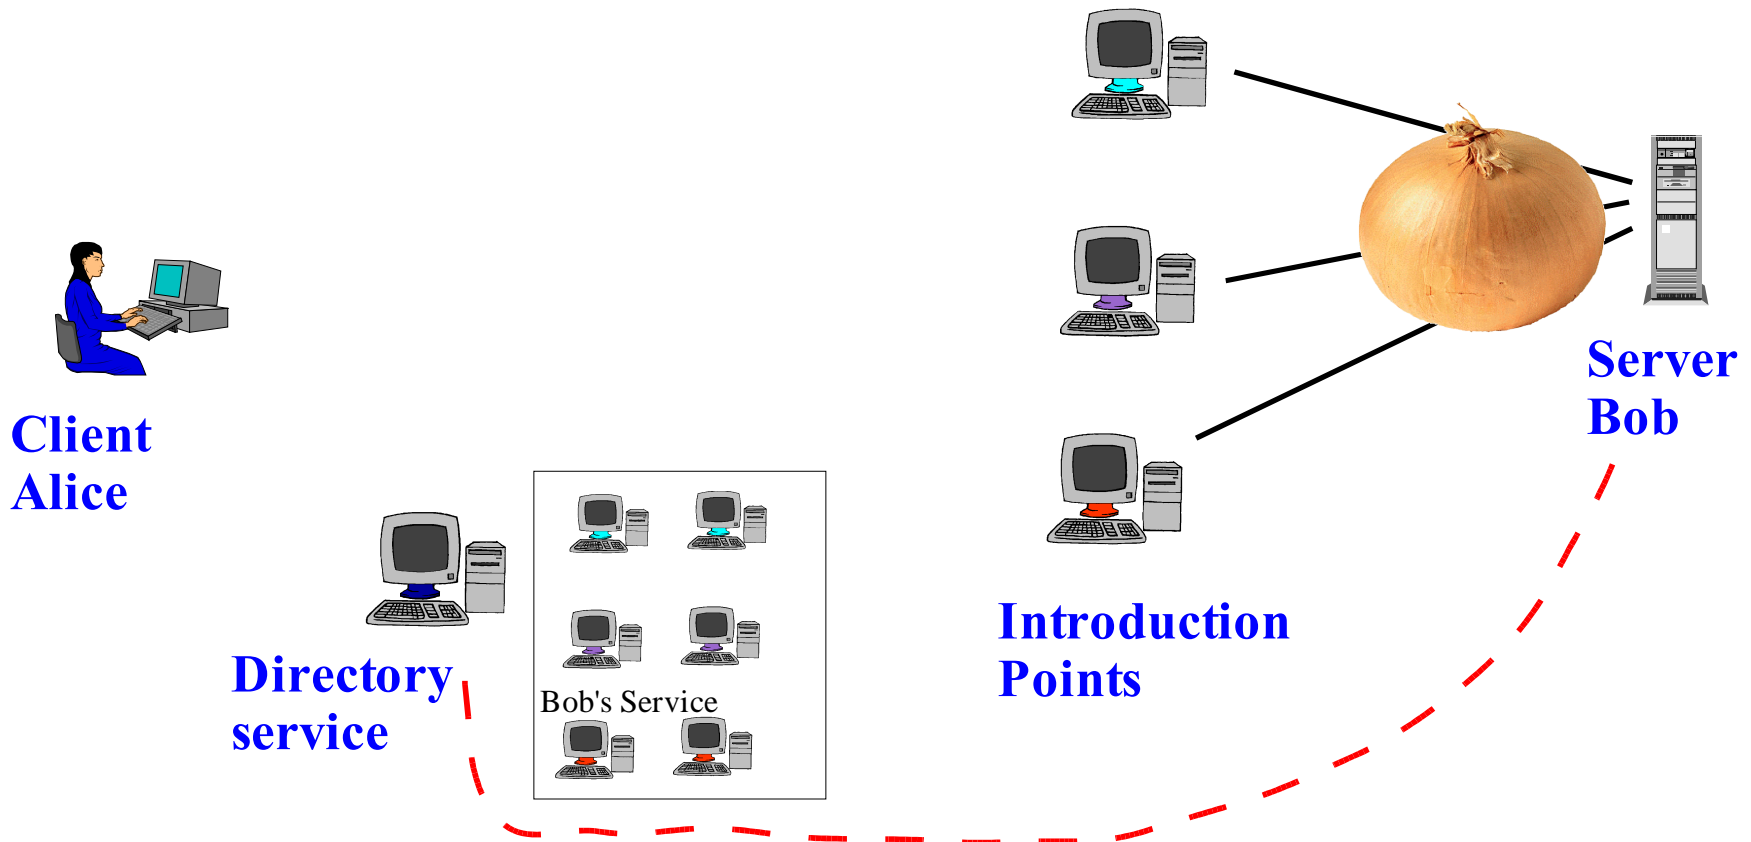 Client
Alice
Directory
service
Bob's Service
Introduction
Points
Server
Bob